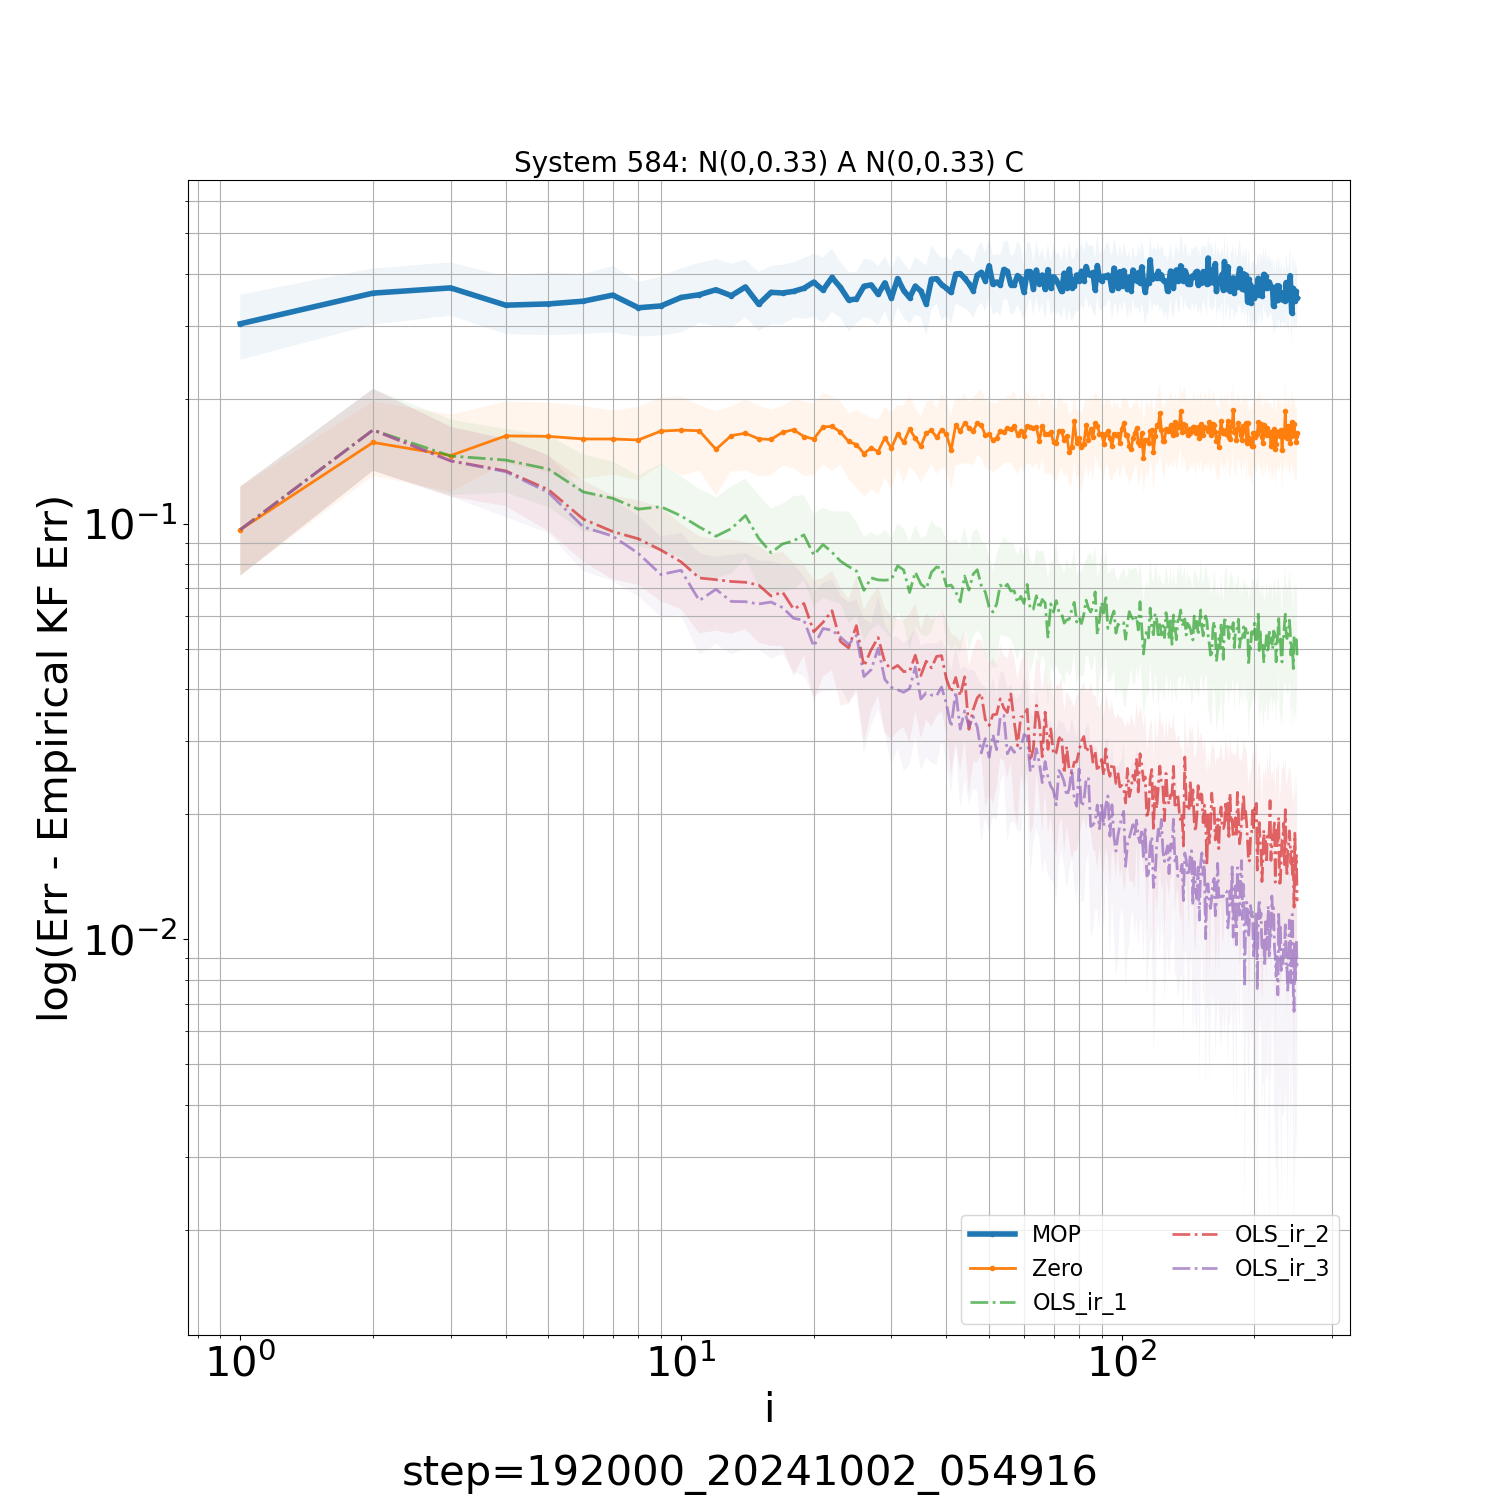 System 584: N(0,0.33) A N(0,0.33) C
log(Err - Empirical KF Err)
10⁻¹
10⁻²
MOP
Zero
OLS_ir_1
OLS_ir_2
OLS_ir_3
10⁰ 10¹ 10²
i
step=192000_20241002_054916